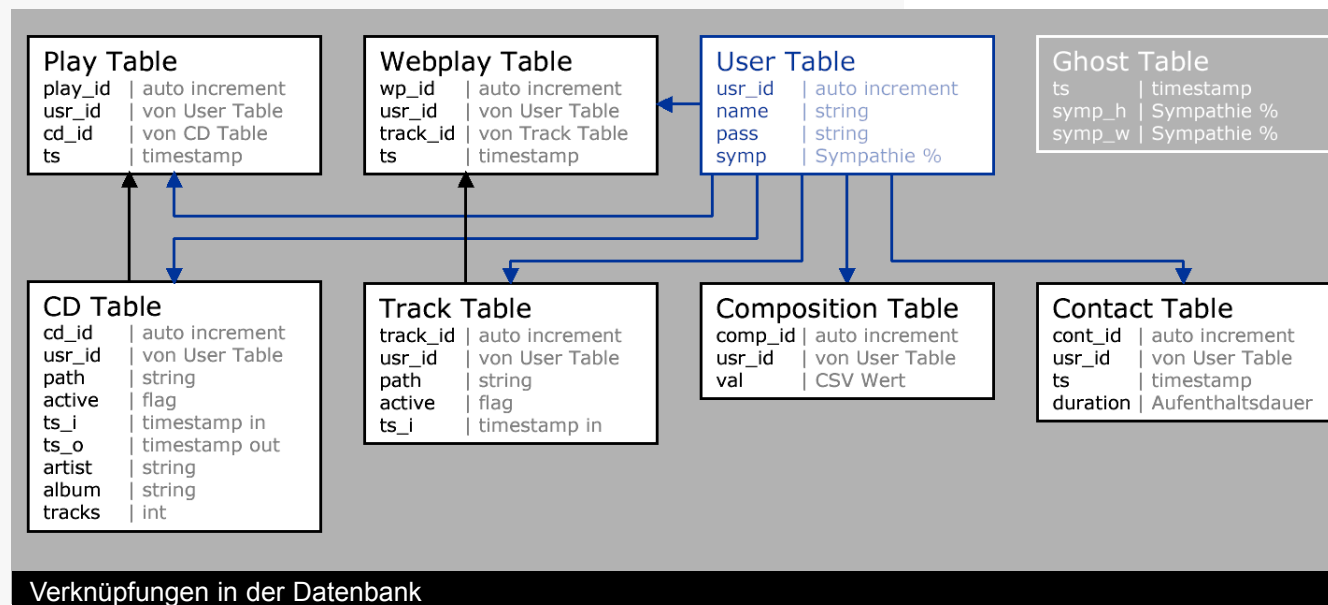 Play Table
play_id | auto increment
usr_id | von User Table
cd_id | von CD Table
ts | timestamp
Webplay Table
wp_id | auto increment
usr_id | von User Table
track_id | von Track Table
ts | timestamp
User Table
usr_id | auto increment
name | string
pass | string
symp | Sympathie %
Ghost Table
ts | timestamp
symp_h | Sympathie %
symp_w | Sympathie %
CD Table
cd_id | auto increment
usr_id | von User Table
path | string
active | flag
ts_i | timestamp in
ts_o | timestamp out
artist | string
album | string
tracks | int
Track Table
track_id | auto increment
usr_id | von User Table
path | string
active | flag
ts_i | timestamp in
Composition Table
comp_id | auto increment
usr_id | von User Table
val | CSV Wert
Contact Table
cont_id | auto increment
usr_id | von User Table
ts | timestamp
duration | Aufenthaltsdauer
Verknüpfungen in der Datenbank